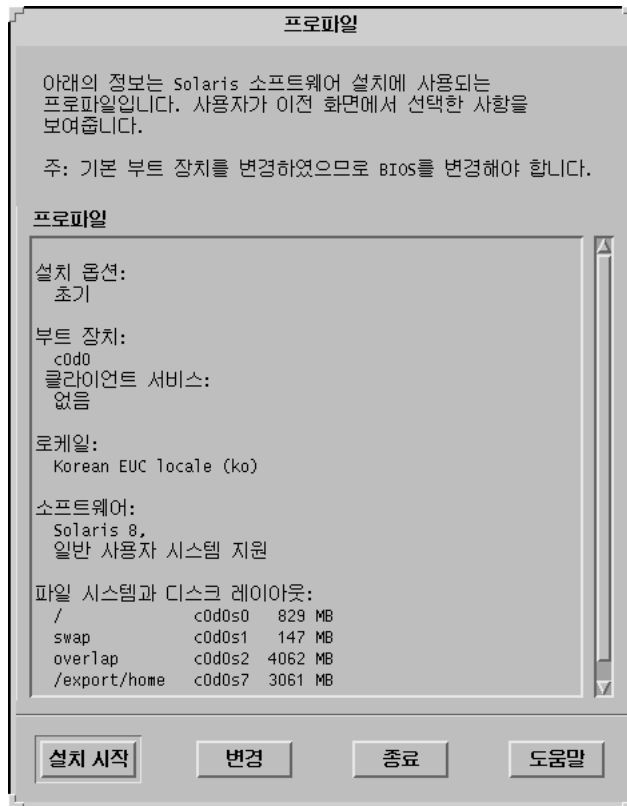 프로파일
아래의 정보는 Solaris 소프트웨어 설치에 사용되는
프로파일입니다. 사용자가 이전 화면에서 선택한 사항을
보여줍니다.
주: 기본 부트 장치를 변경하였으므로 BIOS를 변경해야 합니다.
프로파일
설치 옵션:
초기
부트 장치:
c0d0
클라이언트 서비스:
없음
로케일:
Korean EUC locale (ko)
소프트웨어:
Solaris 8,
일반 사용자 시스템 지원
파일 시스템과 디스크 레이아웃:
/ c0d0s0 829 MB
swap c0d0s1 147 MB
overlap c0d0s2 4062 MB
/export/home c0d0s7 3061 MB
설치 시작 변경 종료 도움말